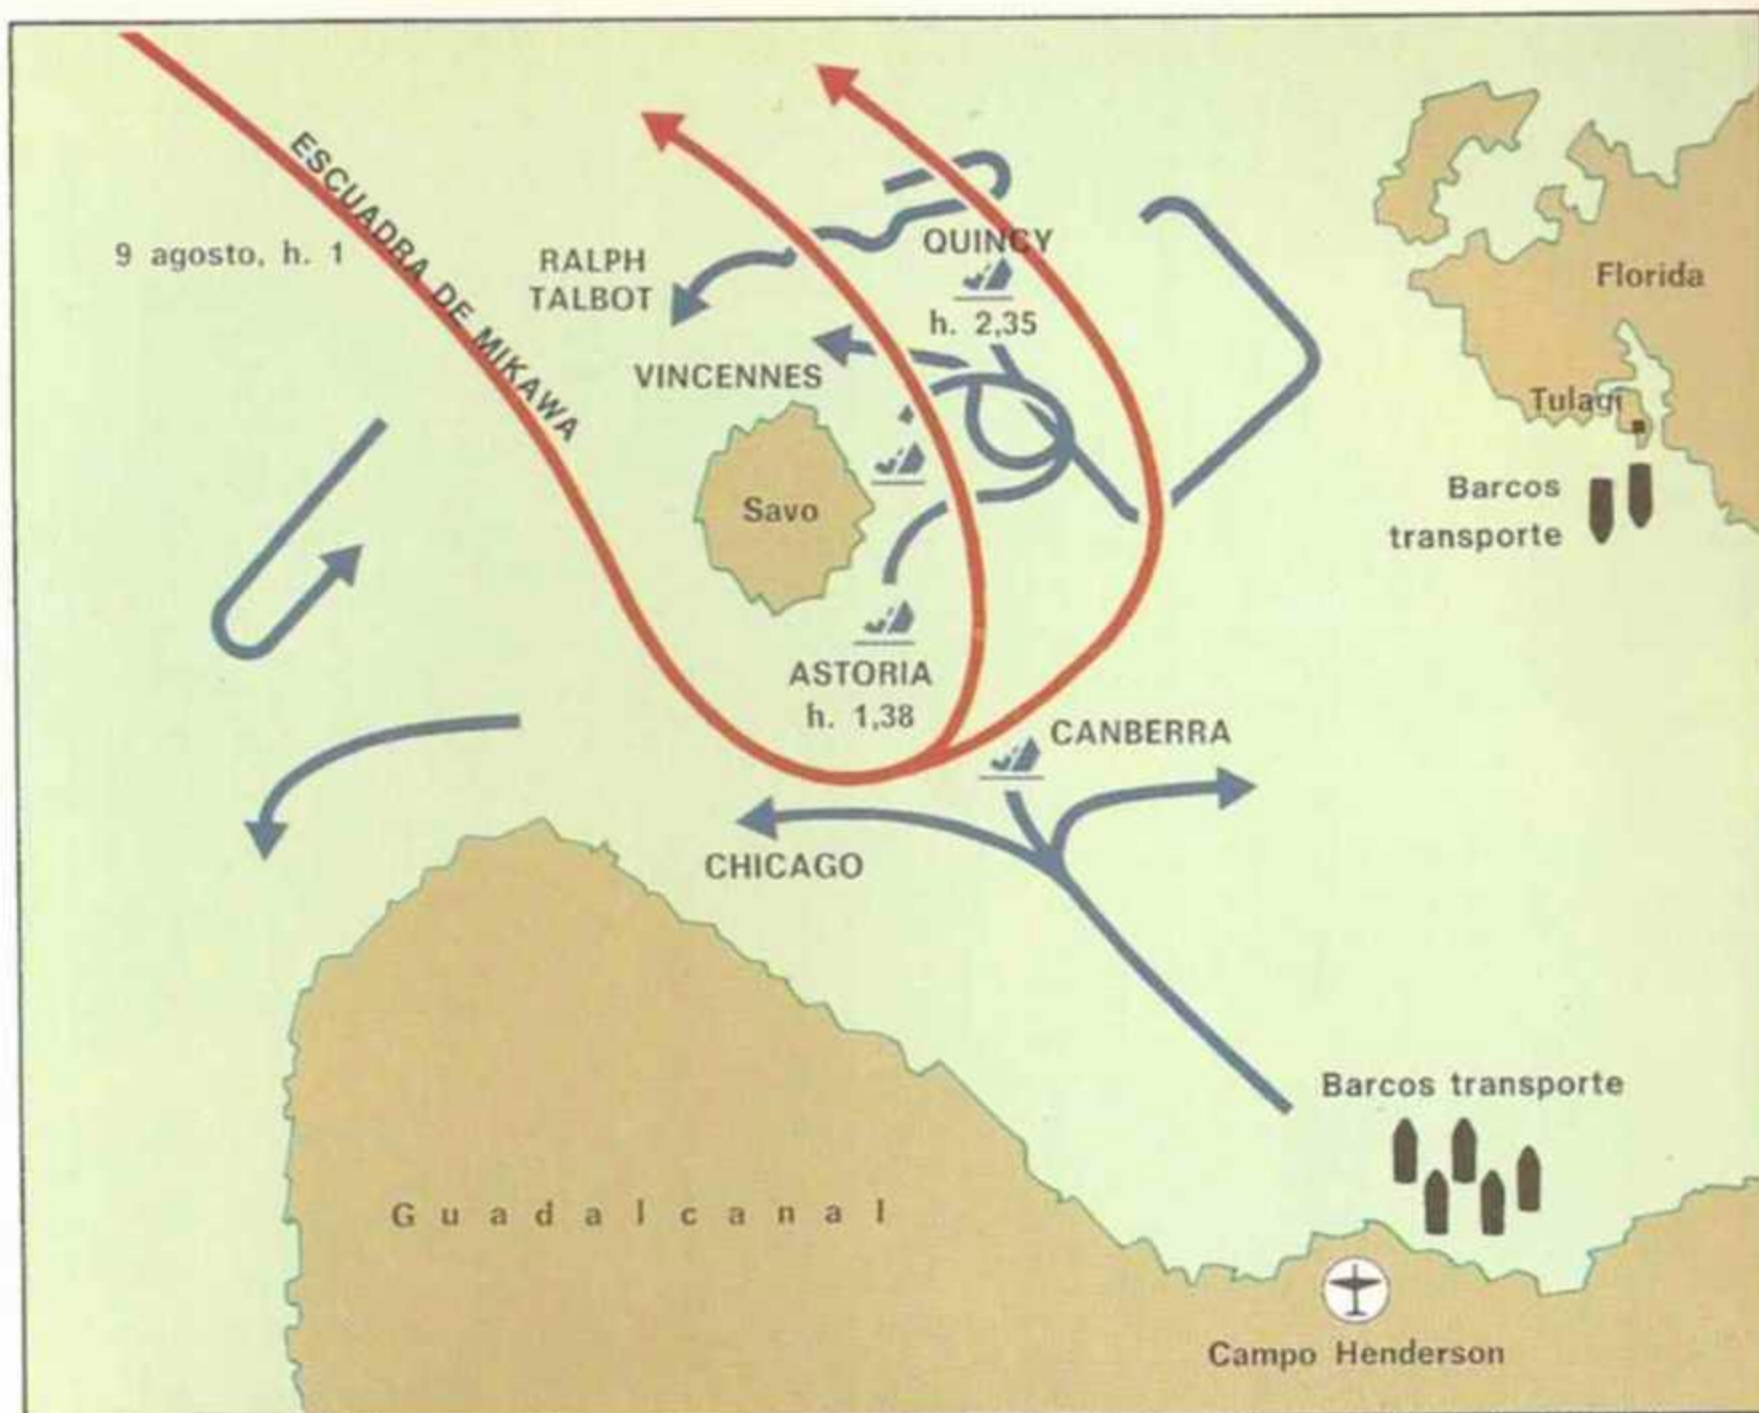 ESCUADRA DE MIKAWA
9 agosto, h. 1
RALPH
TALBOT
QUINCY
h. 2,35
VINCENNES
Savo
ASTORIA
h. 1,38
CANBERRA
CHICAGO
Florida
Tulagi
Barcos
transporte
Barcos transporte
Guadalcanal
Campo Henderson